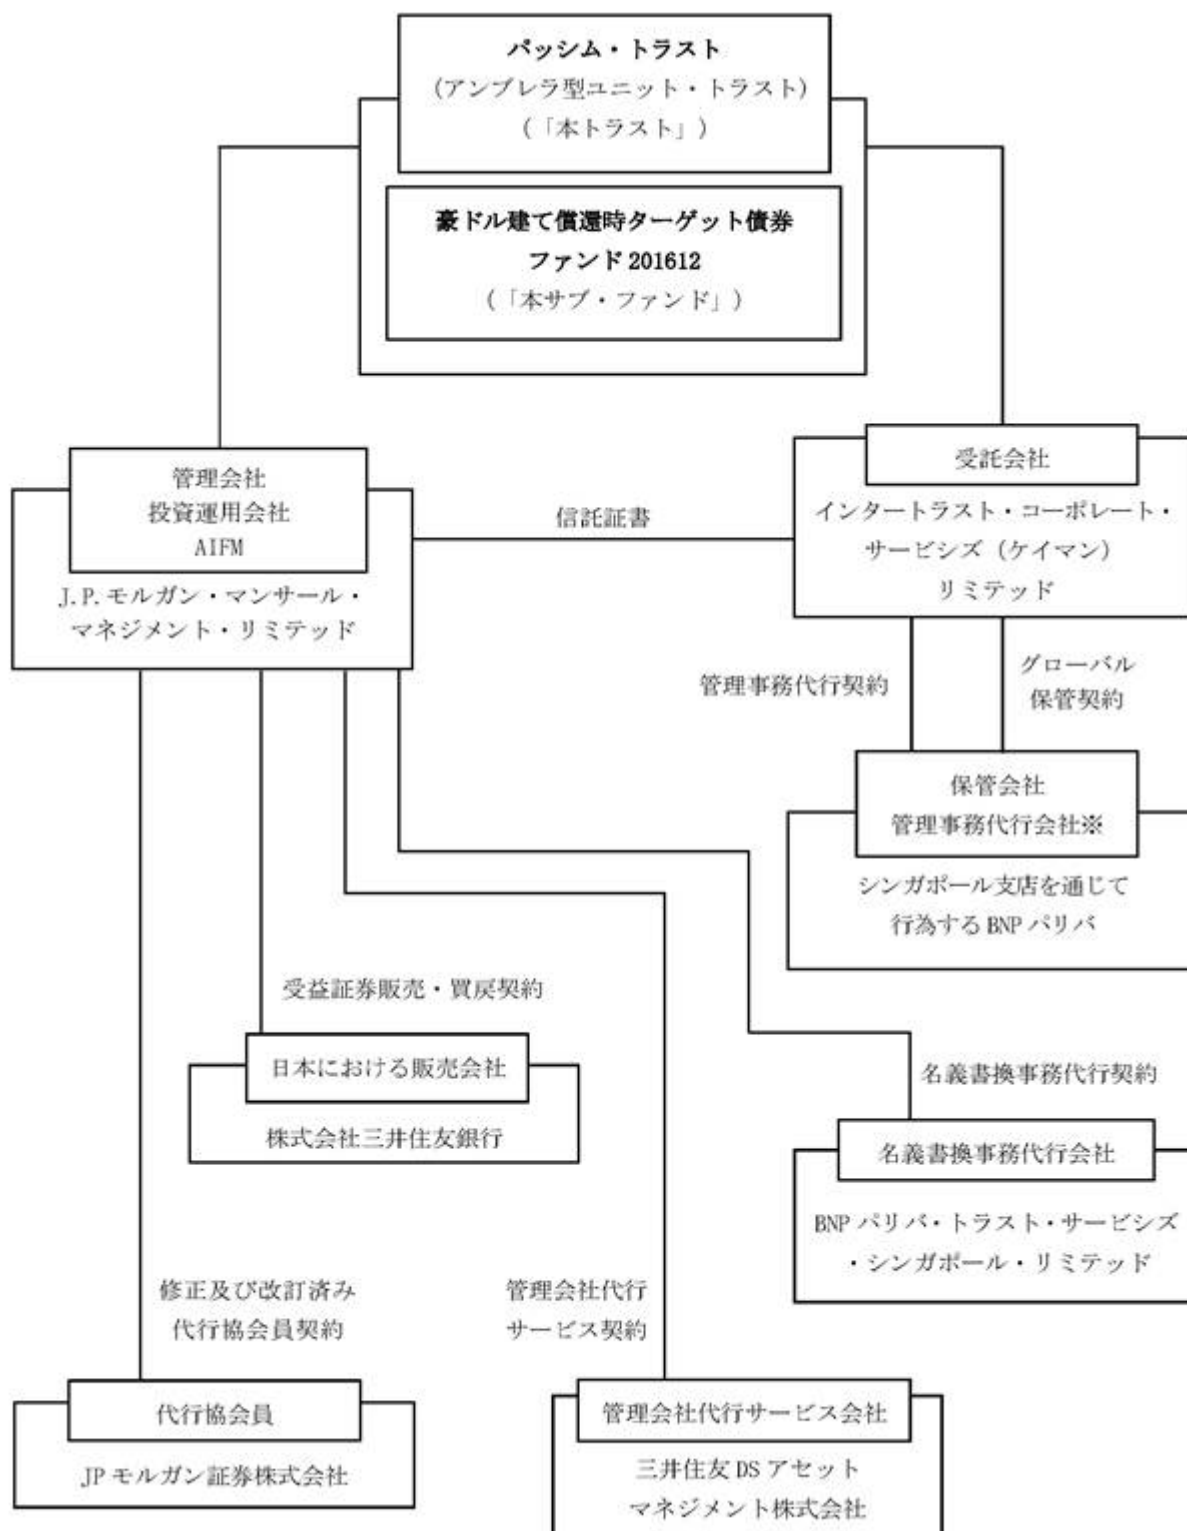 パッシム・トラスト
(アンブレラ型ユニット・トラスト)
(「本トラスト」)
豪ドル建て償還時ターゲット債券
ファンド 201612
(「本サブ・ファンド」)
管理会社
投資運用会社
AIFM
J.P.モルガン・マンサール・
マネジメント・リミテッド
信託証書
受託会社
インタートラスト・コーポレート・
サービシズ（ケイマン）
リミテッド
管理事務代行契約
グローバル
保管契約
保管会社
管理事務代行会社※
シンガポール支店を通じて
行為する BNP パリバ
受益証券販売・買戻契約
日本における販売会社
株式会社三井住友銀行
名義書換事務代行契約
名義書換事務代行会社
BNP パリバ・トラスト・サービシズ
・シンガポール・リミテッド
修正及び改訂済み
代行協会員契約
管理会社代行
サービス契約
代行協会員
JP モルガン証券株式会社
管理会社代行サービス会社
三井住友 DS アセット
マネジメント株式会社